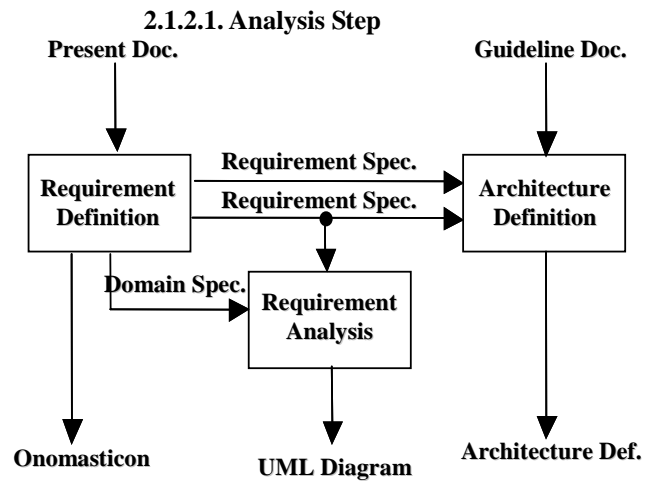 2.1.2.1. Analysis Step
Present Doc.
Guideline Doc.
Requirement Spec.
Requirement
Definition
Architecture
Definition
Requirement Spec.
Domain Spec.
Requirement
Analysis
Onomasticon
UML Diagram
Architecture Def.